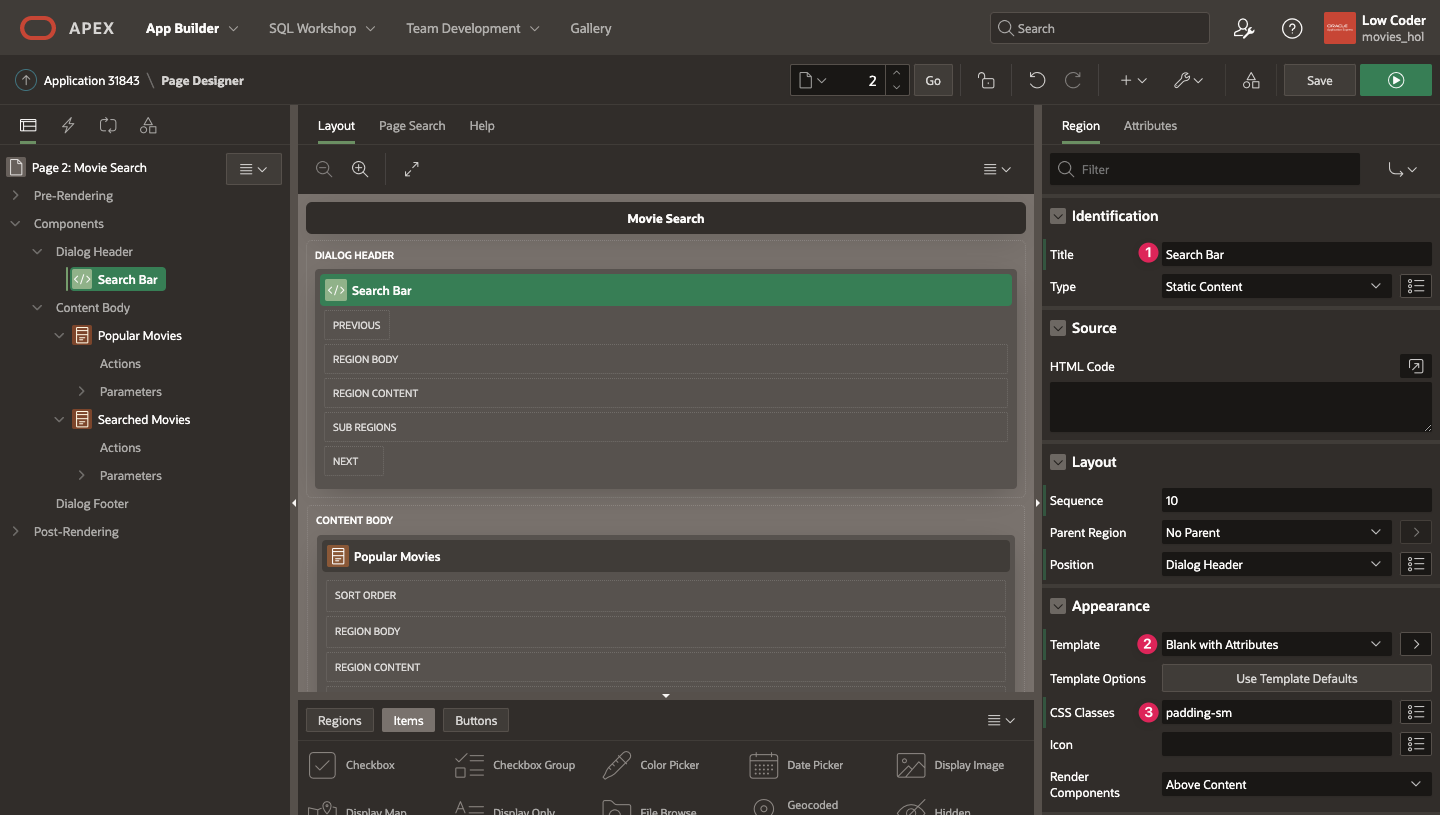 APEX App Builder SQL Workshop Team Development Gallery Search Low Coder
movies_hol
Application 31843 \ Page Designer 2 Go Save
Layout Page Search Help
Region Attributes
Page 2: Movie Search
Pre-Rendering
Components
Dialog Header
Search Bar
Content Body
Popular Movies
Actions
Parameters
Searched Movies
Actions
Parameters
Dialog Footer
Post-Rendering
Movie Search
DIALOG HEADER
Search Bar
PREVIOUS
REGION BODY
REGION CONTENT
SUB REGIONS
NEXT
CONTENT BODY
Popular Movies
SORT ORDER
REGION BODY
REGION CONTENT
Regions Items Buttons
Checkbox Checkbox Group Color Picker Date Picker Display Image
Display Map Display Only File Browse Geocoded Hidden
Filter
Identification
Title 1 Search Bar
Type Static Content
Source
HTML Code
Layout
Sequence 10
Parent Region No Parent
Position Dialog Header
Appearance
Template 2 Blank with Attributes
Template Options Use Template Defaults
CSS Classes 3 padding-sm
Icon
Render
Components Above Content